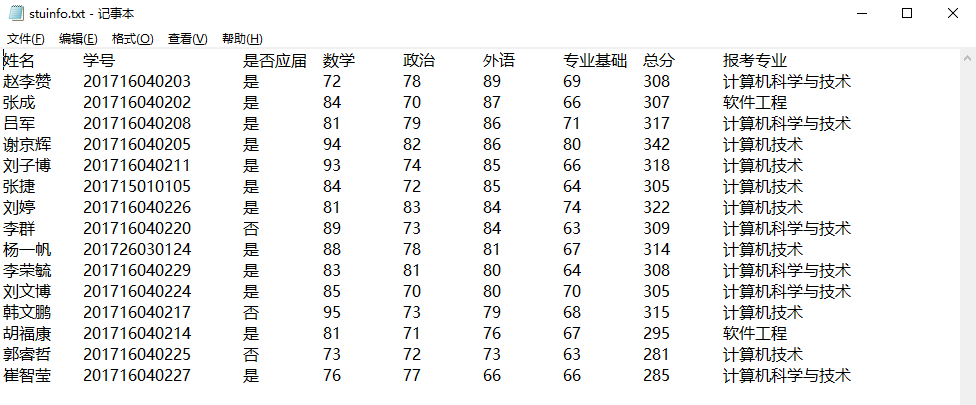 stuinfo.txt - 记事本
文件(F) 编辑(E) 格式(O) 查看(V) 帮助(H)
姓名 学号 是否应届 数学 政治 外语 专业基础 总分 报考专业
赵李赞 201716040203 是 72 78 89 69 308 计算机科学与技术
张成 201716040202 是 84 70 87 66 307 软件工程
吕军 201716040208 是 81 79 86 71 317 计算机科学与技术
谢京辉 201716040205 是 94 82 86 80 342 计算机技术
刘子博 201716040211 是 93 74 85 66 318 计算机技术
张捷 201715010105 是 84 72 85 64 305 计算机技术
刘婷 201716040226 是 81 83 84 74 322 计算机技术
李群 201716040220 否 89 73 84 63 309 计算机科学与技术
杨一帆 201726030124 是 88 78 81 67 314 计算机技术
李荣毓 201716040229 是 83 81 80 64 308 计算机科学与技术
刘文博 201716040224 是 85 70 80 70 305 计算机科学与技术
韩文鹏 201716040217 否 95 73 79 68 315 计算机技术
胡福康 201716040214 是 81 71 76 67 295 软件工程
郭睿哲 201716040225 否 73 72 73 63 281 计算机技术
崔智莹 201716040227 是 76 77 66 66 285 计算机科学与技术